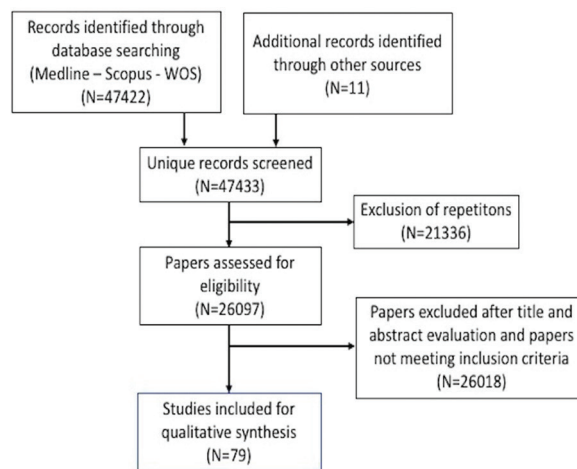 Records identified through
database searching
(Medline – Scopus - WOS)
(N=47422)
Additional records identified
through other sources
(N=11)
Unique records screened
(N=47433)
Exclusion of repetitons
(N=21336)
Papers assessed for
eligibility
(N=26097)
Papers excluded after title and
abstract evaluation and papers
not meeting inclusion criteria
(N=26018)
Studies included for
qualitative synthesis
(N=79)